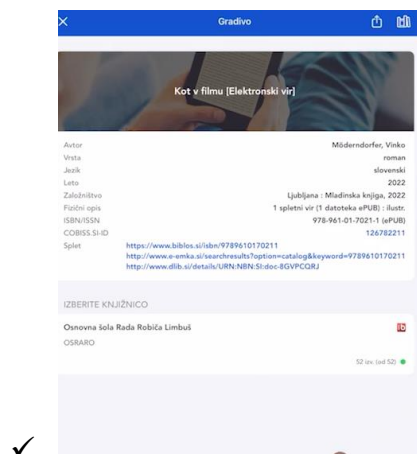 Gradivo
Kot v filmu [Elektronski vir]
Avtor Möderndorfer, Vinko
Vrsta roman
Jezik slovenski
Leto 2022
Založništvo Ljubljana : Mladinska knjiga, 2022
Fizični opis 1 spletni vir (1 datoteka ePUB) : ilustr.
ISBN/ISSN 978-961-01-7021-1 (ePUB)
COBISS.SI-ID 126782211
Splet https://www.biblos.si/isbn/9789610170211
http://www.e-emka.si/searchresults?option=catalog&keyword=9789610170211
http://www.dlib.si/details/URN:NBN:SI:doc-8GVPCQRJ
IZBERITE KNJIŽNICO
Osnovna šola Rada Robiča Limbuš
OSRARO
52 izv. (od 52)